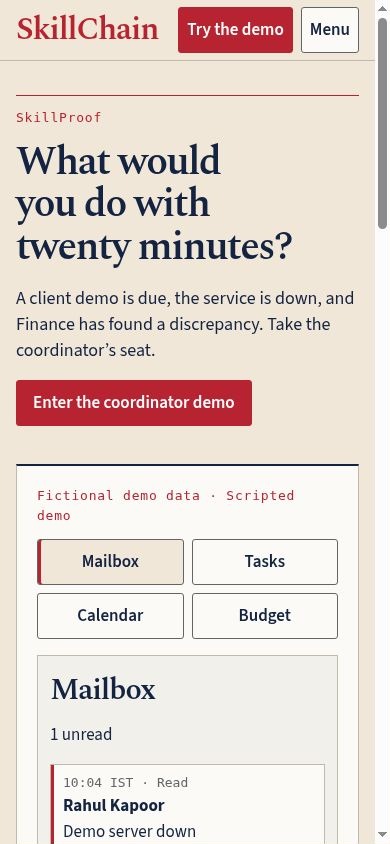 SkillChain
Try the demo
Menu
SkillProof
What would
you do with
twenty minutes?
A client demo is due, the service is down, and
Finance has found a discrepancy. Take the
coordinator’s seat.
Enter the coordinator demo
Fictional demo data · Scripted
demo
Mailbox
Tasks
Calendar
Budget
Mailbox
1 unread
10:04 IST · Read
Rahul Kapoor
Demo server down